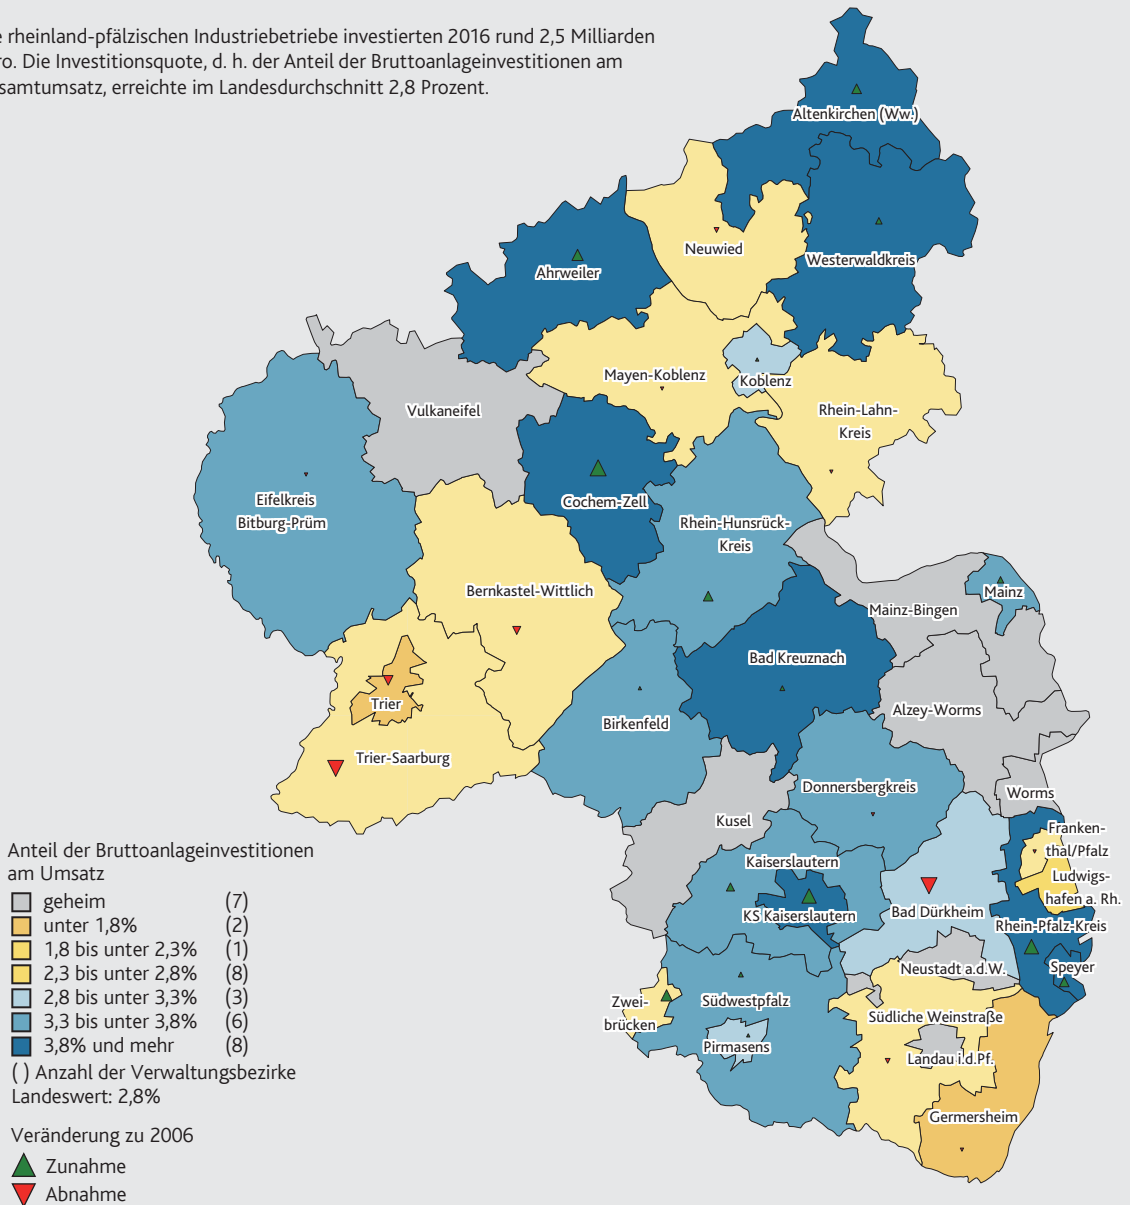 e rheinland-pfälzischen Industriebetriebe investierten 2016 rund 2,5 Milliarden
ro. Die Investitionsquote, d. h. der Anteil der Bruttoanlageinvestitionen am
samtumsatz, erreichte im Landesdurchschnitt 2,8 Prozent.
Altenkirchen (Ww.)
Neuwied
Westerwaldkreis
Ahrweiler
Mayen-Koblenz
Koblenz
Vulkaneifel
Rhein-Lahn-
Kreis
Eifelkreis
Bitburg-Prüm
Cochem-Zell
Rhein-Hunsrück-
Kreis
Bernkastel-Wittlich
Mainz
Mainz-Bingen
Bad Kreuznach
Trier
Alzey-Worms
Birkenfeld
Trier-Saarburg
Donnersbergkreis
Worms
Kusel
Franken-
thal/Pfalz
Kaiserslautern
Ludwigs-
hafen a. Rh.
KS Kaiserslautern
Bad Dürkheim
Rhein-Pfalz-Kreis
Neustadt a.d.W.
Speyer
Zwei-
brücken
Südwestpfalz
Südliche Weinstraße
Pirmasens
Landau i.d.Pf.
Germersheim
Anteil der Bruttoanlageinvestitionen
am Umsatz
geheim (7)
unter 1,8% (2)
1,8 bis unter 2,3% (1)
2,3 bis unter 2,8% (8)
2,8 bis unter 3,3% (3)
3,3 bis unter 3,8% (6)
3,8% und mehr (8)
( ) Anzahl der Verwaltungsbezirke
Landeswert: 2,8%
Veränderung zu 2006
Zunahme
Abnahme